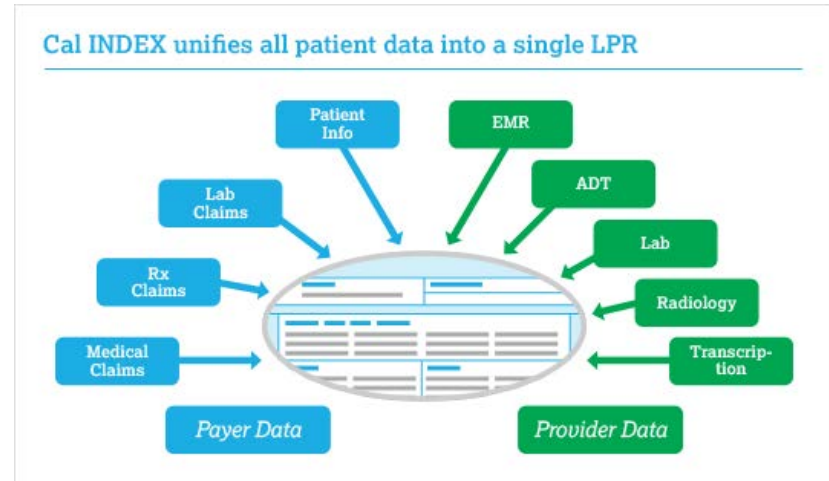 Cal INDEX unifies all patient data into a single LPR
Patient
Info
EMR
ADT
Lab
Claims
Lab
Rx
Claims
Radiology
Medical
Claims
Transcrip-
tion
Payer Data
Provider Data